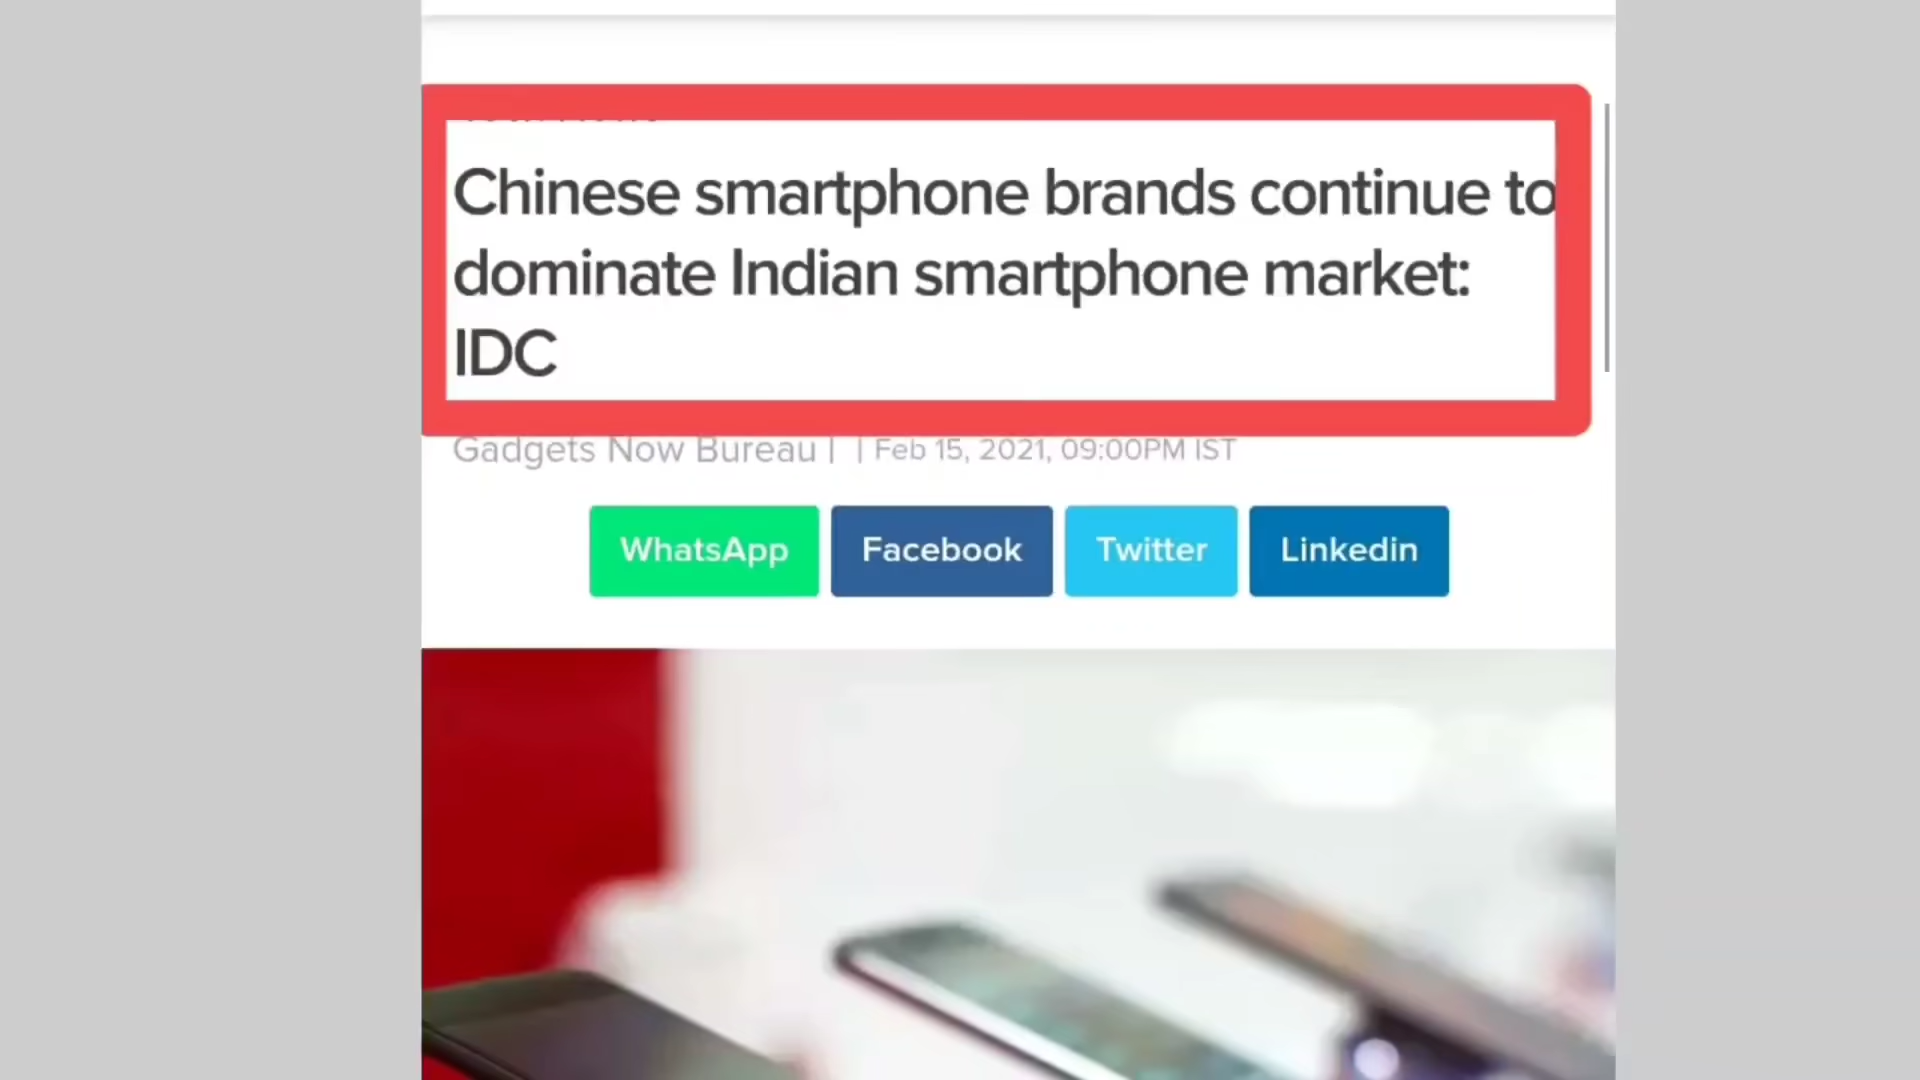 Chinese smartphone brands continue to
dominate Indian smartphone market:
IDC
Gadgets Now Bureau | | Feb 15, 2021, 09:00PM IST
WhatsApp Facebook Twitter Linkedin